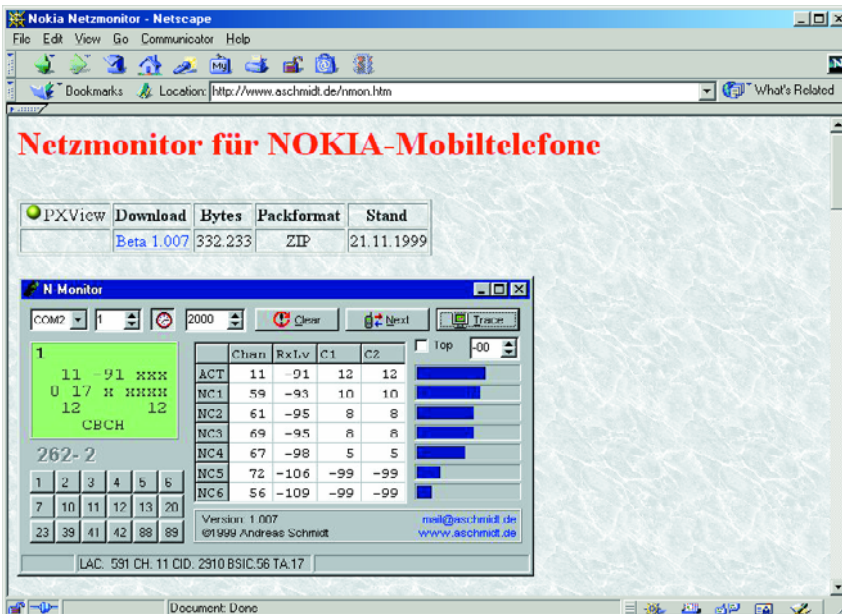 Nokia Netzmonitor - Netscape
File Edit View Go Communicator Help
My
Bookmarks Location: http://www.aschmidt.de/nmon.htm What's Related
Netzmonitor für NOKIA-Mobiltelefone
PXView Download Bytes Packformat Stand
Beta 1.007 332.233 ZIP 21.11.1999
N Monitor
COM2 1 2000 Clear Next Trace
1
11 -91 xxx
0 17 x xxxx
12 12
CBCH
262- 2
1 2 3 4 5 6
7 10 11 12 13 20
23 39 41 42 88 89
Top -00
Chan RxLv C1 C2
ACT 11 -91 12 12
NC1 59 -93 10 10
NC2 61 -95 8 8
NC3 69 -95 8 8
NC4 67 -98 5 5
NC5 72 -106 -99 -99
NC6 56 -109 -99 -99
Version: 1.007 mail@aschmidt.de
©1999 Andreas Schmidt www.aschmidt.de
LAC. 591 CH. 11 CID. 2910 BSIC.56 TA.17
Document: Done